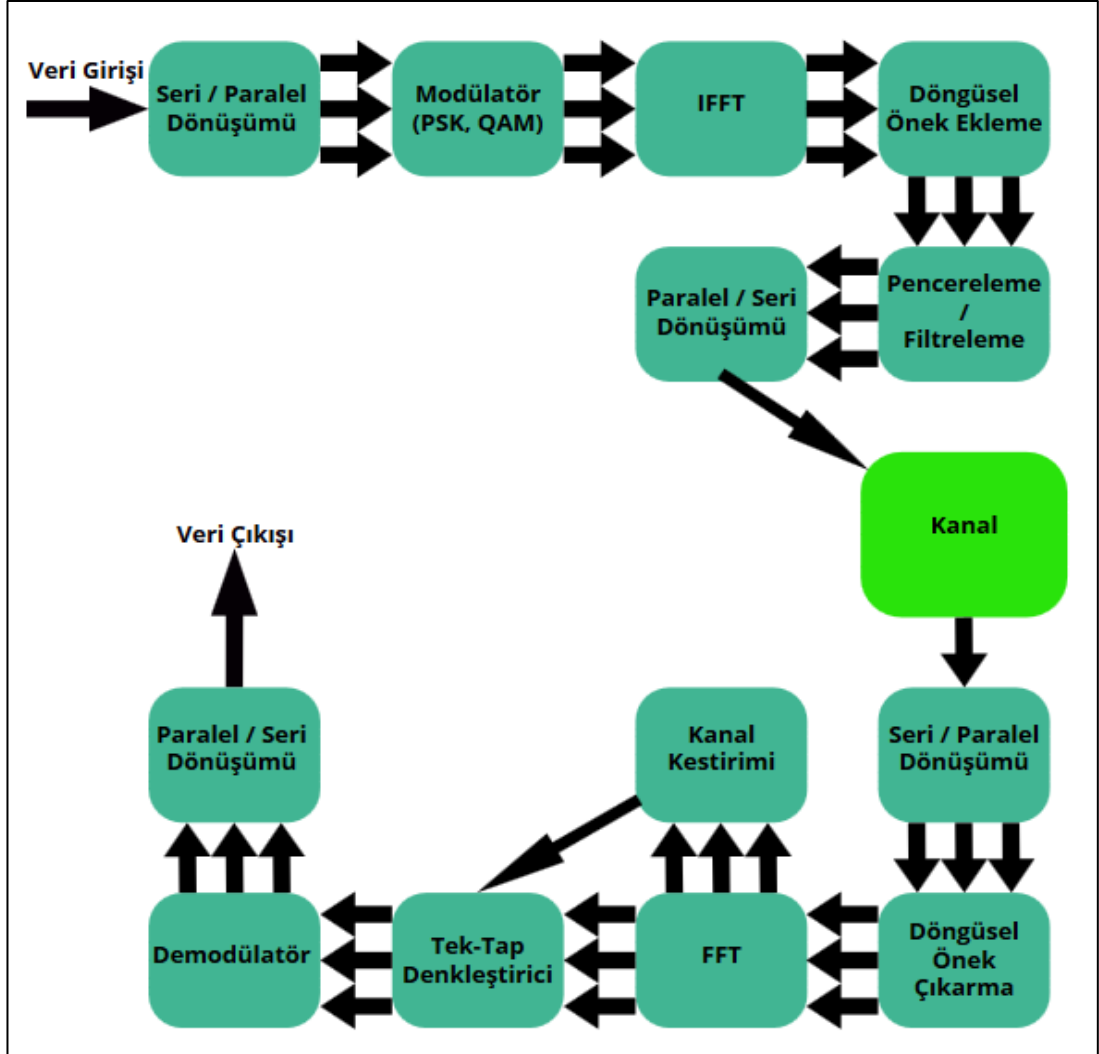 Veri Girişi
Seri / Paralel
Dönüşümü
Modülatör
(PSK, QAM)
IFFT
Döngüsel
Önek Ekleme
Paralel / Seri
Dönüşümü
Pencereleme
/
Filtreleme
Kanal
Veri Çıkışı
Paralel / Seri
Dönüşümü
Kanal
Kestirimi
Seri / Paralel
Dönüşümü
Demodülatör
Tek-Tap
Denkleştirici
FFT
Döngüsel
Önek
Çıkarma